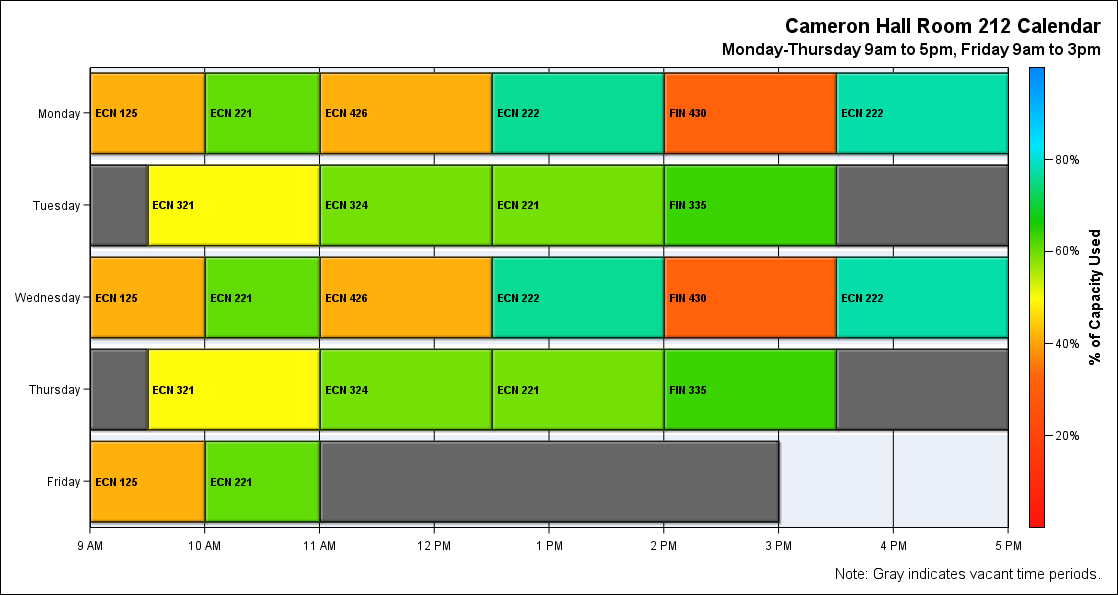 Cameron Hall Room 212 Calendar
Monday-Thursday 9am to 5pm, Friday 9am to 3pm
Monday
ECN 125
ECN 221
ECN 426
ECN 222
FIN 430
ECN 222
Tuesday
ECN 321
ECN 324
ECN 221
FIN 335
Wednesday
ECN 125
ECN 221
ECN 426
ECN 222
FIN 430
ECN 222
Thursday
ECN 321
ECN 324
ECN 221
FIN 335
Friday
ECN 125
ECN 221
9 AM
10 AM
11 AM
12 PM
1 PM
2 PM
3 PM
4 PM
5 PM
80%
60%
40%
20%
% of Capacity Used
Note: Gray indicates vacant time periods.